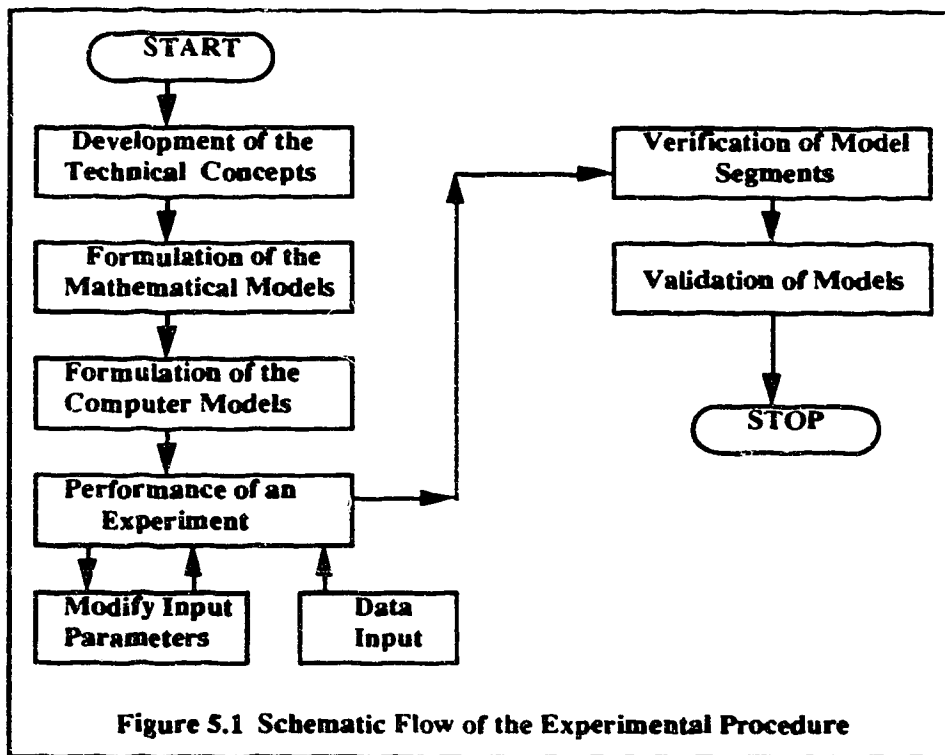 START
Development of the
Technical Concepts
Formulation of the
Mathematical Models
Formulation of the
Computer Models
Performance of an
Experiment
Modify Input
Parameters
Data
Input
Verification of Model
Segments
Validation of Models
STOP
Figure 5.1 Schematic Flow of the Experimental Procedure